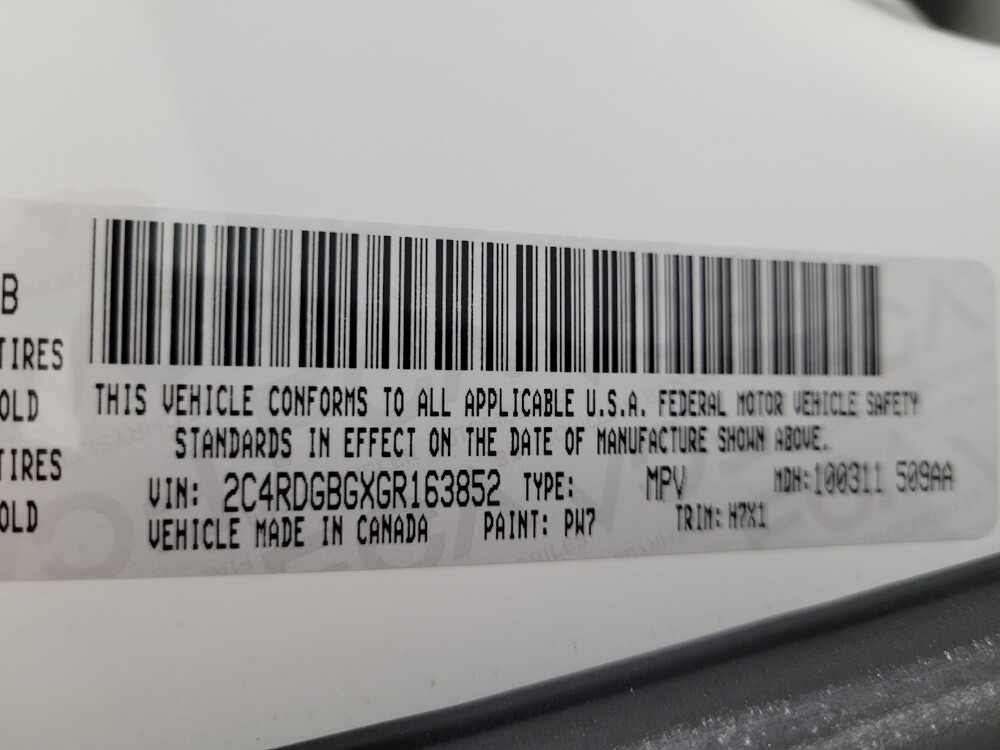 B
TIRES
OLD
TIRES
OLD
THIS VEHICLE CONFORMS TO ALL APPLICABLE U.S.A. FEDERAL MOTOR VEHICLE SAFETY
STANDARDS IN EFFECT ON THE DATE OF MANUFACTURE SHOWN ABOVE.
VIN: 2C4RDGBGXGR163852 TYPE: MPV MDH:100311 509AA
VEHICLE MADE IN CANADA PAINT: PW7 TRIM: H7X1